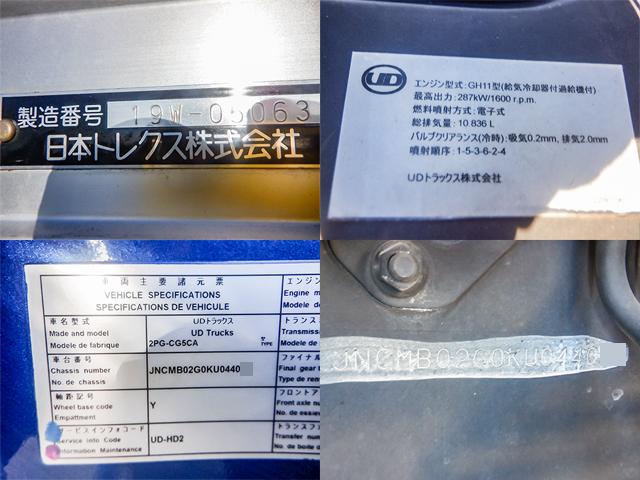 製造番号 19W-05063
日本トレクス株式会社
UD
エンジン型式:GH11型(給気冷却器付過給機付)
最高出力:287kW/1600 r.p.m.
燃料噴射方式:電子式
総排気量:10.836 L
バルブクリアランス(冷時):吸気0.2mm, 排気2.0mm
噴射順序:1-5-3-6-2-4
UDトラックス株式会社
車両主要諸元票
VEHICLE SPECIFICATIONS
SPECIFICATIONS DE VEHICULE
車名型式
Made and model
Modele de fabrique
UDトラックス
UD Trucks
2PG-CG5CA
TYPE
車台番号
Chassis number
No. de chassis
JNCMB02G0KU0440
軸距記号
Wheel base code
Empattment
Y
サービスインフォコード
Service Info Code
Information Maintenance
UD-HD2
エンジン
Engine m
Modele de
トランス
Transmiss
Modele d
ファイナル
Final gear
Type de re
フロントア
Front axle nu
No. de essie
トランスフ
Transfer num
No. de boite d
JNCMB02G0KU0440